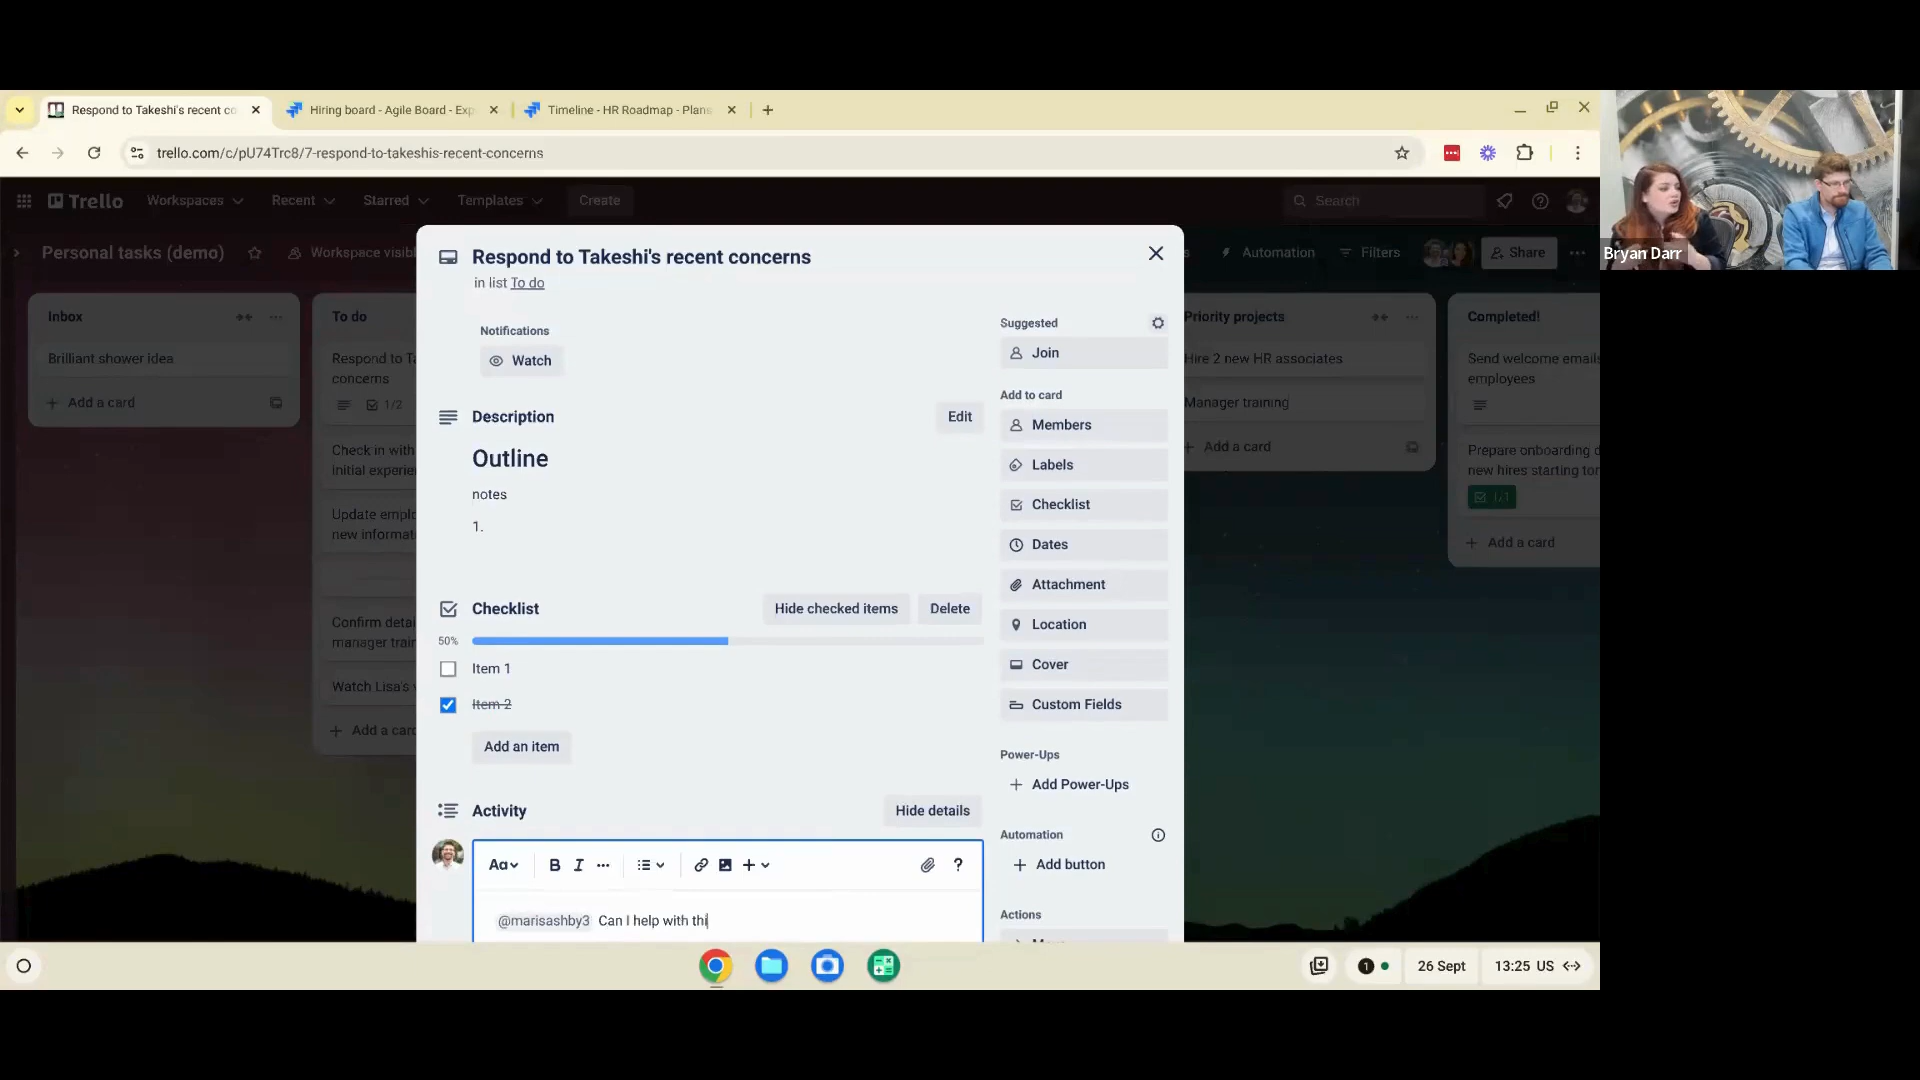 Respond to Takeshi's recent co
Hiring board - Agile Board - Exp
Timeline - HR Roadmap - Plans
trello.com/c/pU74Trc8/7-respond-to-takeshis-recent-concerns
Trello
Workspaces
Recent
Starred
Templates
Create
Search
Personal tasks (demo)
Workspace visibl
Automation
Filters
Share
Bryan Darr
Inbox
Brilliant shower idea
Add a card
To do
Respond to T
concerns
1/2
Check in with
initial experie
Update empl
new informat
Confirm detai
manager train
Watch Lisa's v
Add a card
Respond to Takeshi's recent concerns
in list To do
Notifications
Watch
Description
Edit
Outline
notes
1.
Checklist
Hide checked items
Delete
50%
Item 1
Item 2
Add an item
Activity
Hide details
Aa
B I
?
@marisashby3 Can I help with thi
Suggested
Join
Add to card
Members
Labels
Checklist
Dates
Attachment
Location
Cover
Custom Fields
Power-Ups
Add Power-Ups
Automation
Add button
Actions
Priority projects
Hire 2 new HR associates
Manager training
Add a card
Completed!
Send welcome emails
employees
Prepare onboarding d
new hires starting to
1/1
Add a card
1
26 Sept
13:25 US